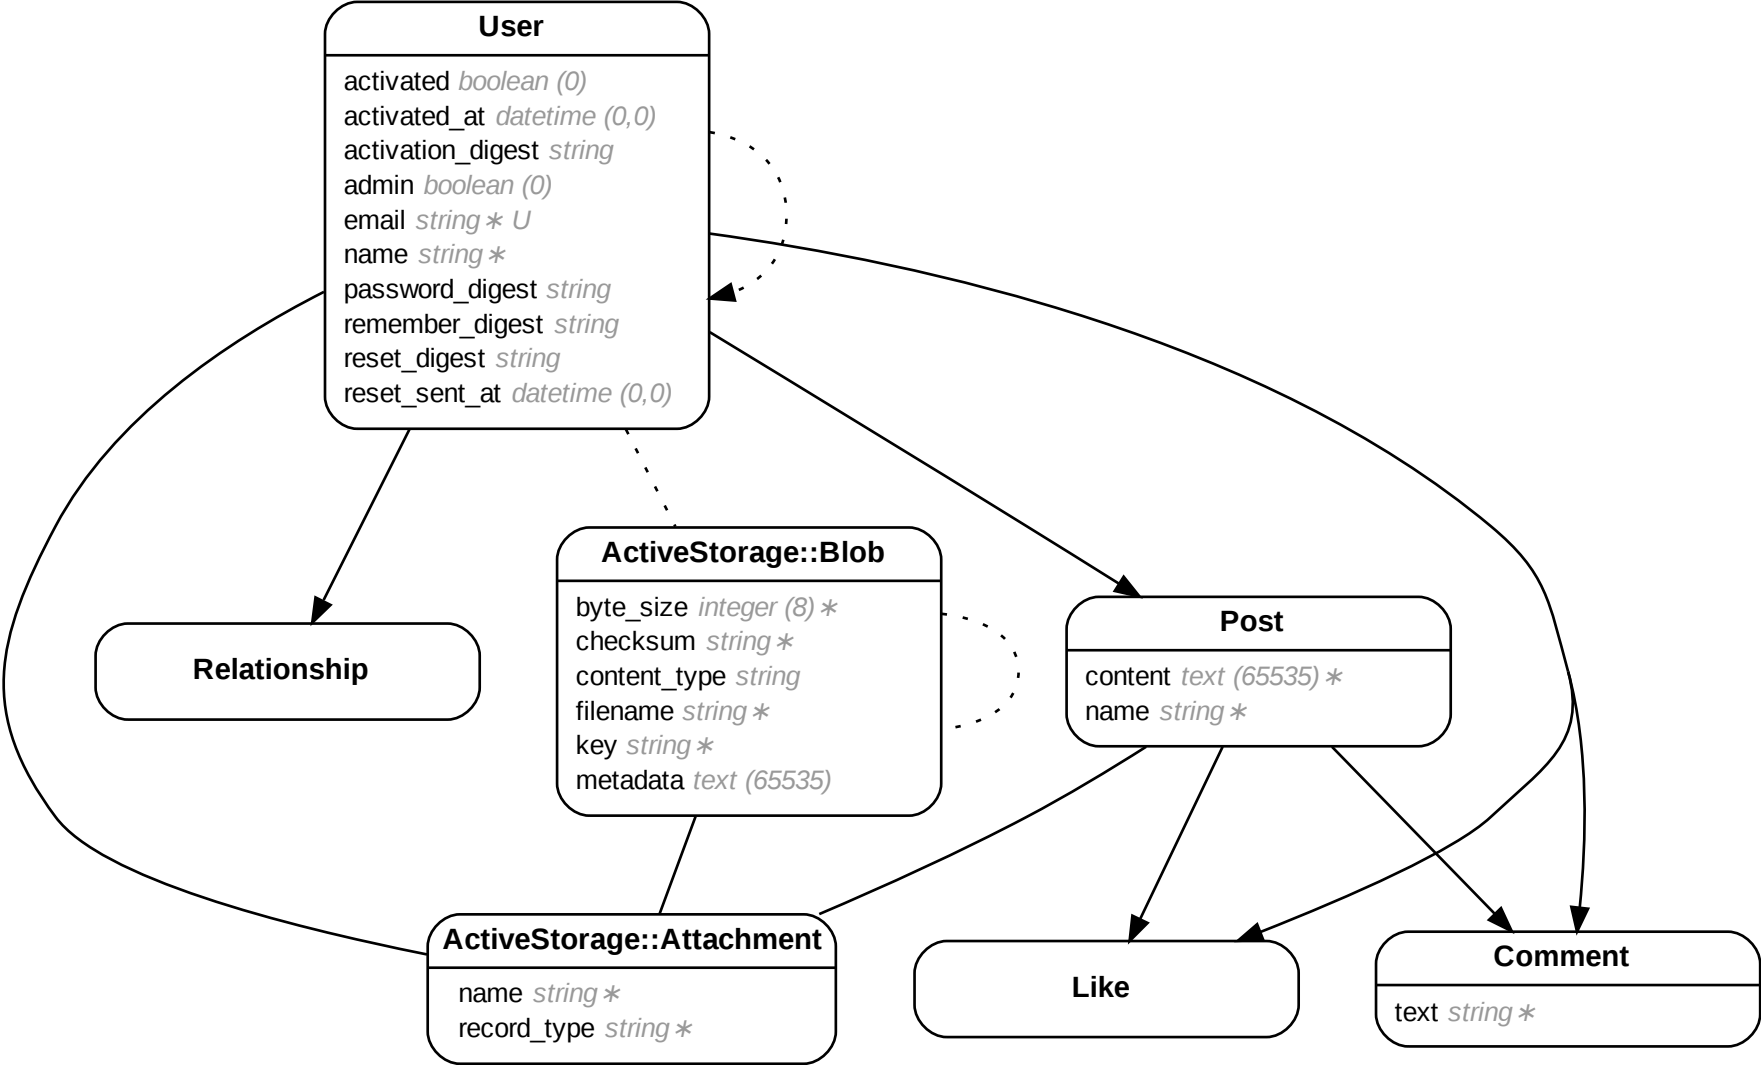 User
activated boolean (0)
activated_at datetime (0,0)
activation_digest string
admin boolean (0)
email string∗ U
name string∗
password_digest string
remember_digest string
reset_digest string
reset_sent_at datetime (0,0)
ActiveStorage::Blob
byte_size integer (8)∗
checksum string∗
content_type string
filename string∗
key string∗
metadata text (65535)
Post
content text (65535)∗
name string∗
Relationship
ActiveStorage::Attachment
name string∗
record_type string∗
Like
Comment
text string∗